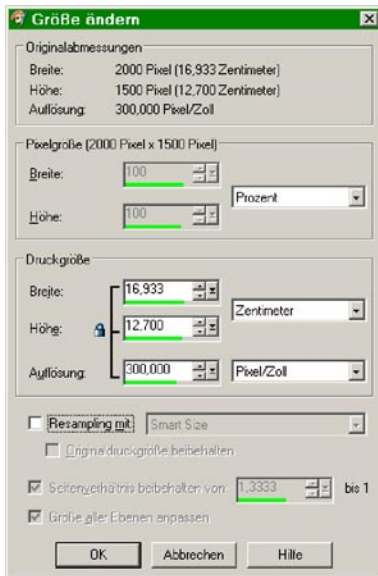 Größe ändern
Originalabmessungen
Breite: 2000 Pixel (16,933 Zentimeter)
Höhe: 1500 Pixel (12,700 Zentimeter)
Auflösung: 300,000 Pixel/Zoll
Pixelgröße (2000 Pixel x 1500 Pixel)
Breite: 100
Prozent
Höhe: 100
Druckgröße
Breite: 16,933
Zentimeter
Höhe: 12,700
Auflösung: 300,000 Pixel/Zoll
Resampling mit Smart Size
Originaldruckgröße beibehalten
Seitenverhältnis beibehalten von: 1,3333 bis 1
Größe aller Ebenen anpassen
OK Abbrechen Hilfe